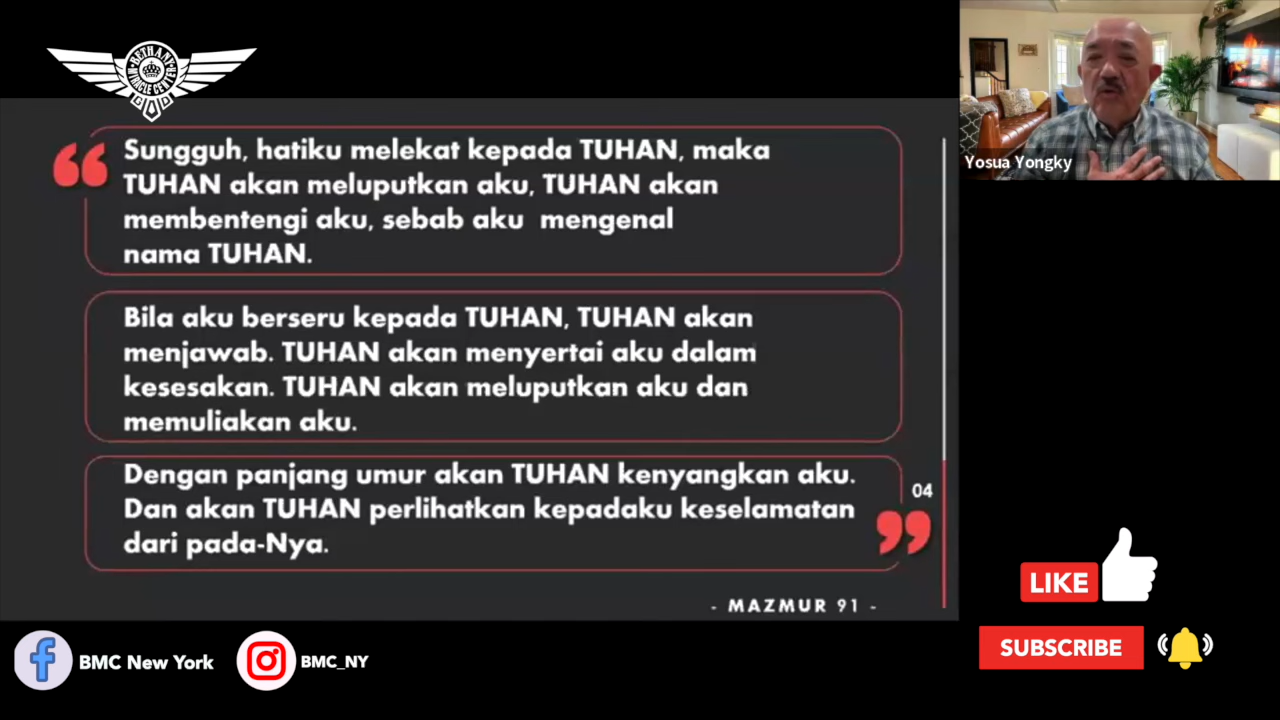 BETHANY
MIRACLE CENTER
Yosua Yongky
Sungguh, hatiku melekat kepada TUHAN, maka
TUHAN akan meluputkan aku, TUHAN akan
membentengi aku, sebab aku mengenal
nama TUHAN.
Bila aku berseru kepada TUHAN, TUHAN akan
menjawab. TUHAN akan menyertai aku dalam
kesesakan. TUHAN akan meluputkan aku dan
memuliakan aku.
Dengan panjang umur akan TUHAN kenyangkan aku.
Dan akan TUHAN perlihatkan kepadaku keselamatan
dari pada-Nya.
04
- MAZMUR 91 -
LIKE
SUBSCRIBE
BMC New York
BMC_NY